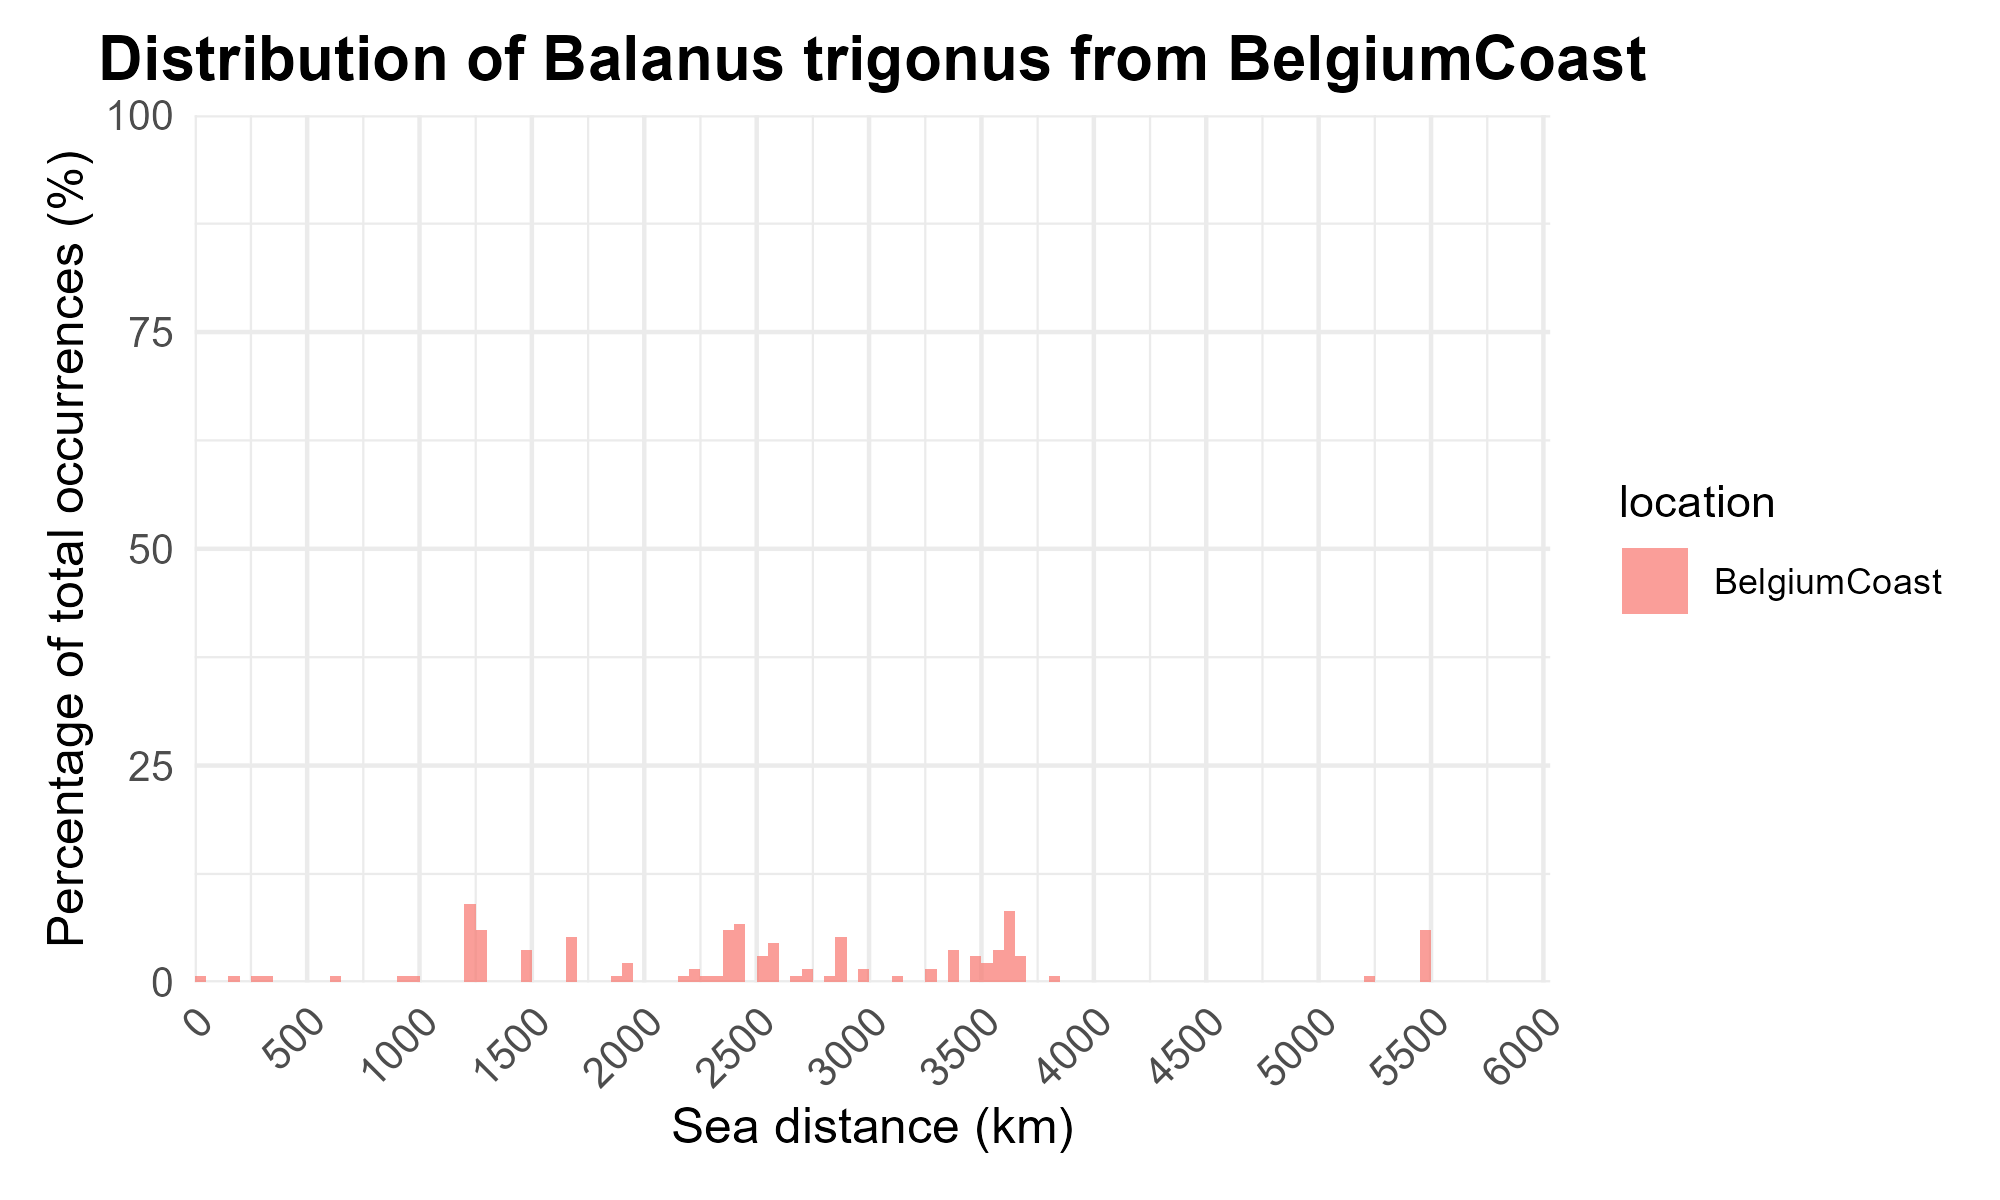 Distribution of Balanus trigonus from BelgiumCoast
Percentage of total occurrences (%)
100
75
50
25
0
0 500 1000 1500 2000 2500 3000 3500 4000 4500 5000 5500 6000
Sea distance (km)
location
BelgiumCoast